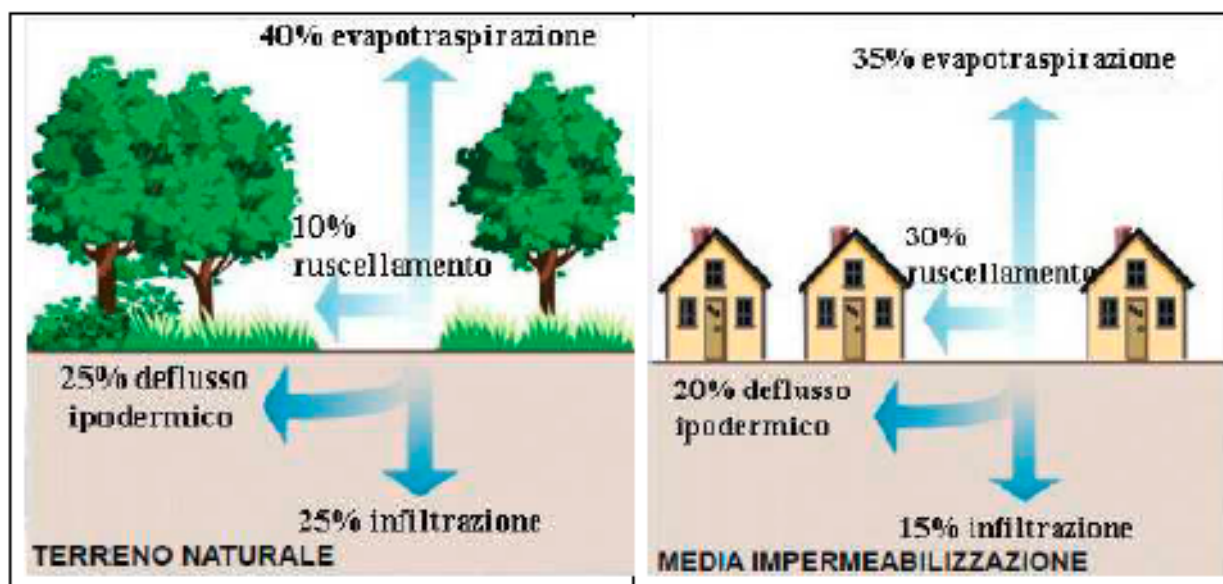 40% evapotraspirazione
10%
ruscellamento
25% deflusso
ipodermico
25% infiltrazione
TERRENO NATURALE
35% evapotraspirazione
30%
ruscellamento
20% deflusso
ipodermico
15% infiltrazione
MEDIA IMPERMEABILIZZAZIONE